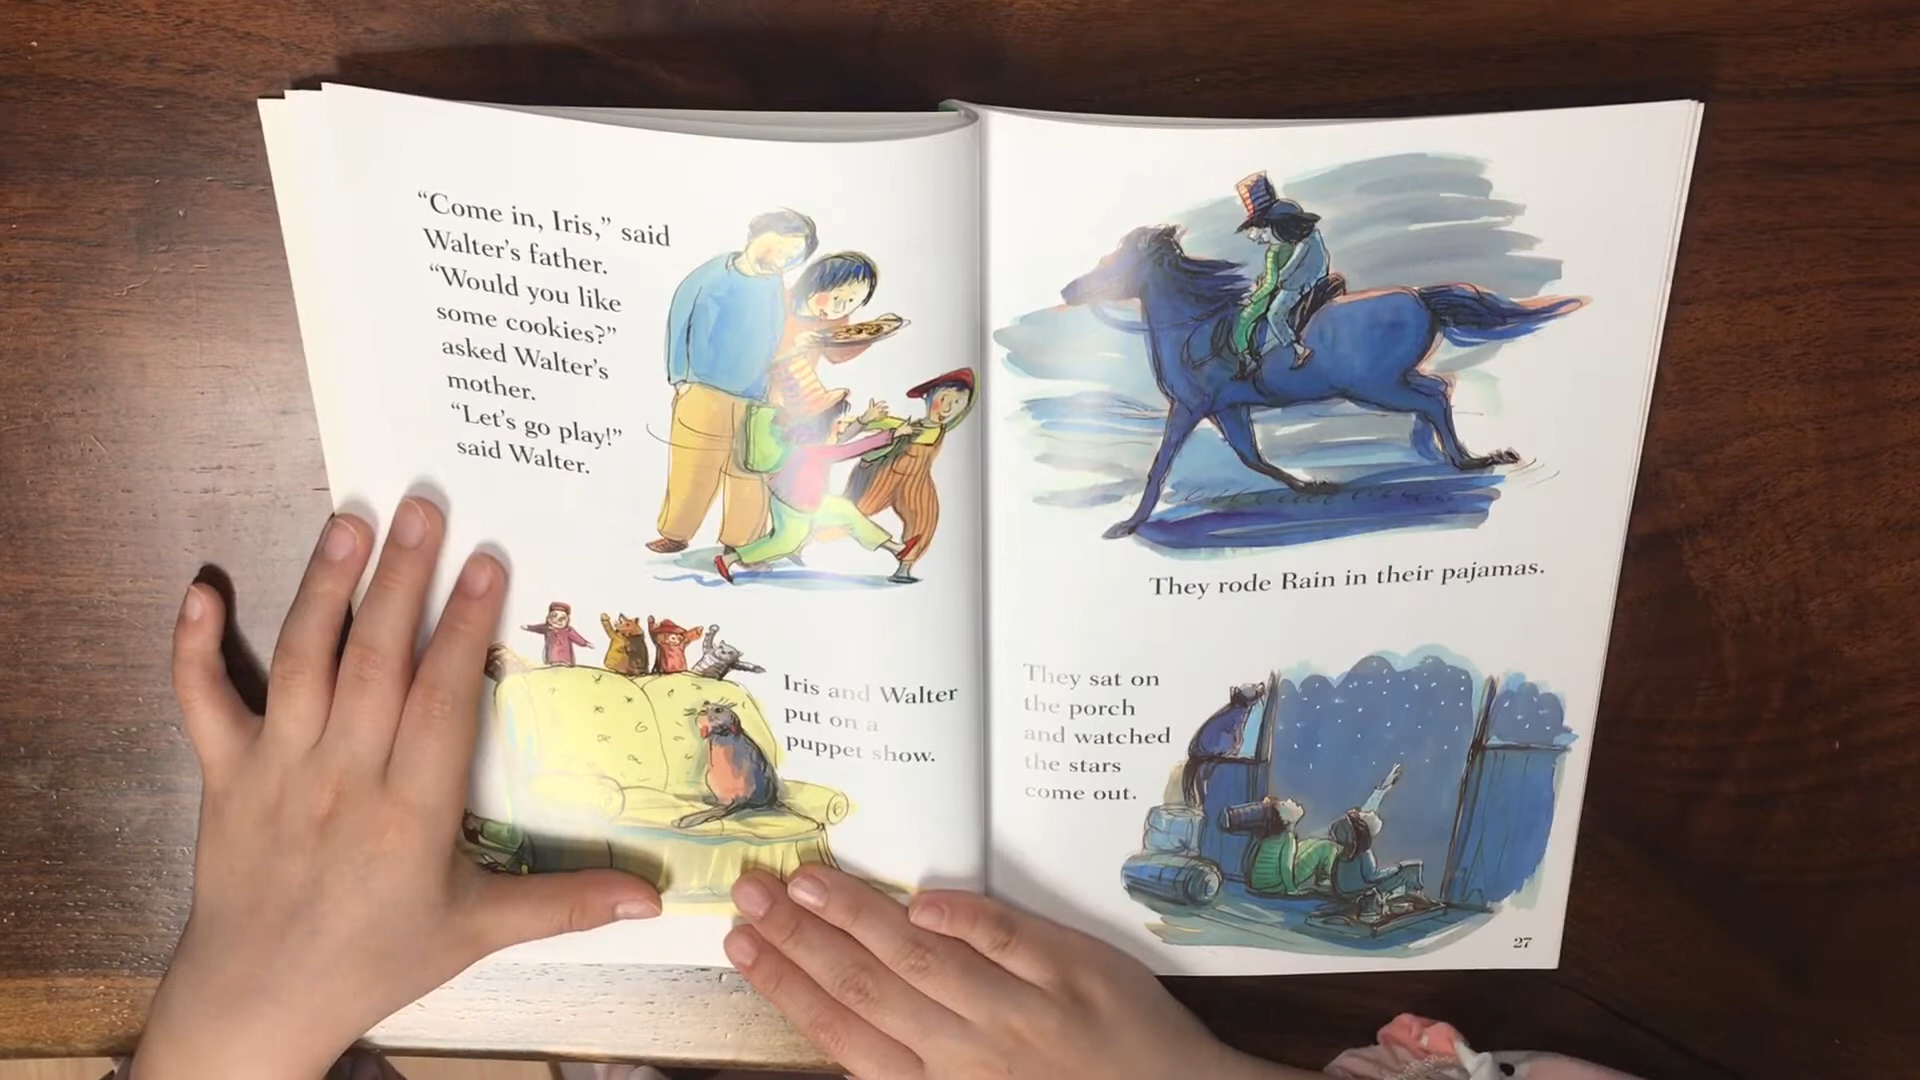 “Come in, Iris,” said
Walter’s father.
“Would you like
some cookies?”
asked Walter’s
mother.
“Let’s go play!”
said Walter.
Iris and Walter
put on a
puppet show.
They rode Rain in their pajamas.
They sat on
the porch
and watched
the stars
come out.
27